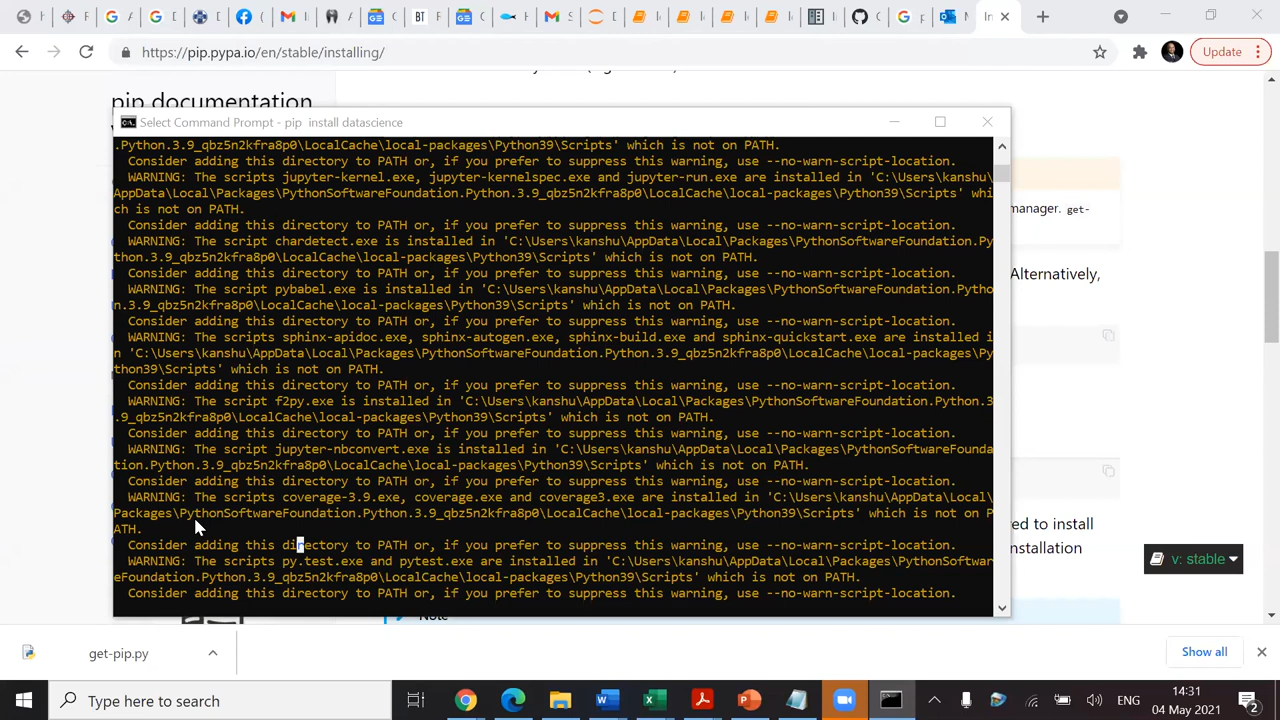 https://pip.pypa.io/en/stable/installing/
Update
pip documentation
Select Command Prompt - pip  install datascience
.Python.3.9_qbz5n2kfra8p0\LocalCache\local-packages\Python39\Scripts' which is not on PATH.
Consider adding this directory to PATH or, if you prefer to suppress this warning, use --no-warn-script-location.
WARNING: The scripts jupyter-kernel.exe, jupyter-kernelspec.exe and jupyter-run.exe are installed in 'C:\Users\kanshu\
AppData\Local\Packages\PythonSoftwareFoundation.Python.3.9_qbz5n2kfra8p0\LocalCache\local-packages\Python39\Scripts' whi
ch is not on PATH.
Consider adding this directory to PATH or, if you prefer to suppress this warning, use --no-warn-script-location.
WARNING: The script chardetect.exe is installed in 'C:\Users\kanshu\AppData\Local\Packages\PythonSoftwareFoundation.Py
thon.3.9_qbz5n2kfra8p0\LocalCache\local-packages\Python39\Scripts' which is not on PATH.
Consider adding this directory to PATH or, if you prefer to suppress this warning, use --no-warn-script-location.
WARNING: The script pybabel.exe is installed in 'C:\Users\kanshu\AppData\Local\Packages\PythonSoftwareFoundation.Pytho
n.3.9_qbz5n2kfra8p0\LocalCache\local-packages\Python39\Scripts' which is not on PATH.
Consider adding this directory to PATH or, if you prefer to suppress this warning, use --no-warn-script-location.
WARNING: The scripts sphinx-apidoc.exe, sphinx-autogen.exe, sphinx-build.exe and sphinx-quickstart.exe are installed i
n 'C:\Users\kanshu\AppData\Local\Packages\PythonSoftwareFoundation.Python.3.9_qbz5n2kfra8p0\LocalCache\local-packages\Py
thon39\Scripts' which is not on PATH.
Consider adding this directory to PATH or, if you prefer to suppress this warning, use --no-warn-script-location.
WARNING: The script f2py.exe is installed in 'C:\Users\kanshu\AppData\Local\Packages\PythonSoftwareFoundation.Python.3
.9_qbz5n2kfra8p0\LocalCache\local-packages\Python39\Scripts' which is not on PATH.
Consider adding this directory to PATH or, if you prefer to suppress this warning, use --no-warn-script-location.
WARNING: The script jupyter-nbconvert.exe is installed in 'C:\Users\kanshu\AppData\Local\Packages\PythonSoftwareFounda
tion.Python.3.9_qbz5n2kfra8p0\LocalCache\local-packages\Python39\Scripts' which is not on PATH.
Consider adding this directory to PATH or, if you prefer to suppress this warning, use --no-warn-script-location.
WARNING: The scripts coverage-3.9.exe, coverage.exe and coverage3.exe are installed in 'C:\Users\kanshu\AppData\Local\
Packages\PythonSoftwareFoundation.Python.3.9_qbz5n2kfra8p0\LocalCache\local-packages\Python39\Scripts' which is not on P
ATH.
Consider adding this directory to PATH or, if you prefer to suppress this warning, use --no-warn-script-location.
WARNING: The scripts py.test.exe and pytest.exe are installed in 'C:\Users\kanshu\AppData\Local\Packages\PythonSoftwar
eFoundation.Python.3.9_qbz5n2kfra8p0\LocalCache\local-packages\Python39\Scripts' which is not on PATH.
Consider adding this directory to PATH or, if you prefer to suppress this warning, use --no-warn-script-location.
manager. get-
Alternatively,
to install
installation
v: stable
Note
get-pip.py
Show all
Type here to search
ENG
14:31
04 May 2021
2